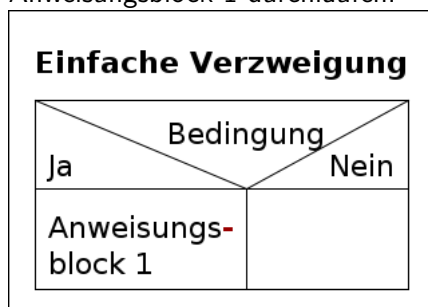 Anweisungsblock 1 durchlaufen.
Einfache Verzweigung
Bedingung
Ja
Nein
Anweisungs-
block 1